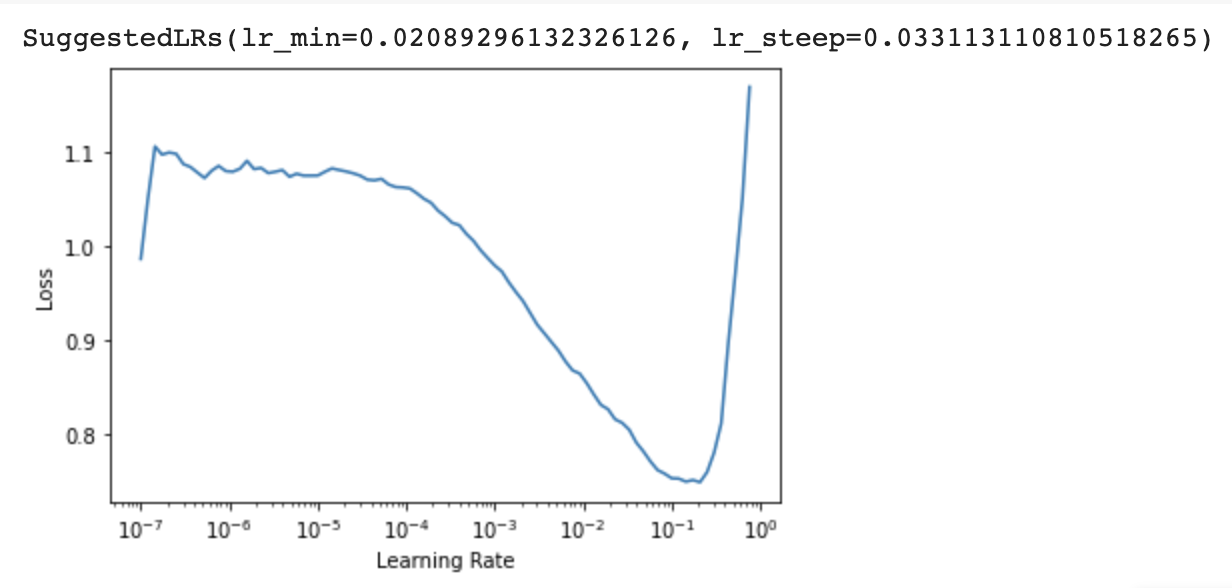 SuggestedLRs(lr_min=0.02089296132326126, lr_steep=0.033113110810518265)
1.1
1.0
0.9
0.8
Loss
10⁻⁷ 10⁻⁶ 10⁻⁵ 10⁻⁴ 10⁻³ 10⁻² 10⁻¹ 10⁰
Learning Rate